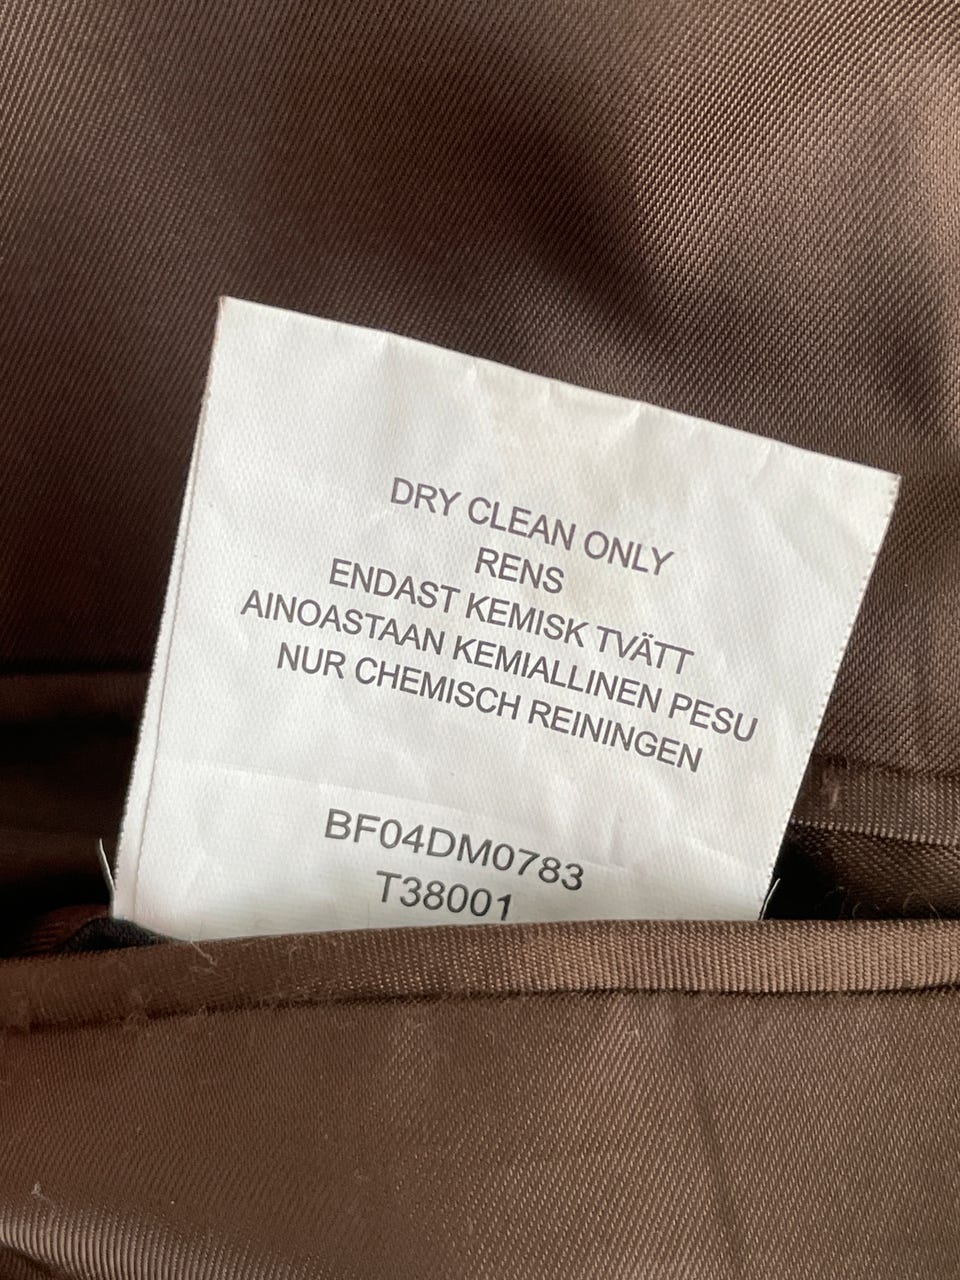 DRY CLEAN ONLY
RENS
ENDAST KEMISK TVÄTT
AINOASTAAN KEMIALLINEN PESU
NUR CHEMISCH REININGEN
BF04DM0783
T38001